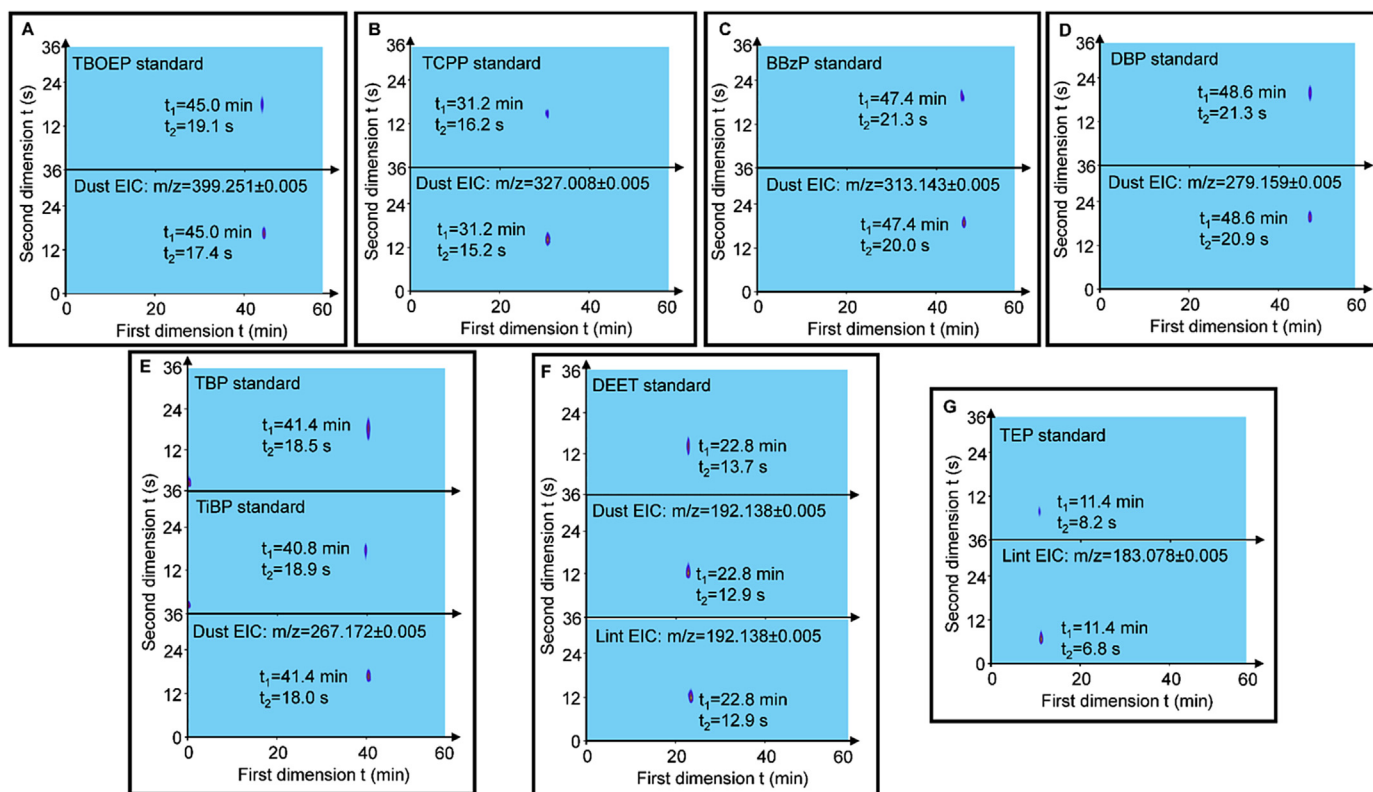 A
36
TBOEP standard
24
t₁=45.0 min
t₂=19.1 s
12
36
Dust EIC: m/z=399.251±0.005
24
t₁=45.0 min
t₂=17.4 s
12
0
0 20 40 60
First dimension t (min)
Second dimension t (s)
B
36
TCPP standard
24
t₁=31.2 min
t₂=16.2 s
12
36
Dust EIC: m/z=327.008±0.005
24
t₁=31.2 min
t₂=15.2 s
12
0
0 20 40 60
First dimension t (min)
Second dimension t (s)
C
36
BBzP standard
24
t₁=47.4 min
t₂=21.3 s
12
36
Dust EIC: m/z=313.143±0.005
24
t₁=47.4 min
t₂=20.0 s
12
0
0 20 40 60
First dimension t (min)
Second dimension t (s)
D
36
DBP standard
24
t₁=48.6 min
t₂=21.3 s
12
36
Dust EIC: m/z=279.159±0.005
24
t₁=48.6 min
t₂=20.9 s
12
0
0 20 40 60
First dimension t (min)
Second dimension t (s)
E
36
TBP standard
24
t₁=41.4 min
t₂=18.5 s
12
36
TiBP standard
24
t₁=40.8 min
t₂=18.9 s
12
36
Dust EIC: m/z=267.172±0.005
24
t₁=41.4 min
t₂=18.0 s
12
0
0 20 40 60
First dimension t (min)
Second dimension t (s)
F
36
DEET standard
24
t₁=22.8 min
t₂=13.7 s
12
36
Dust EIC: m/z=192.138±0.005
24
12
t₁=22.8 min
t₂=12.9 s
36
Lint EIC: m/z=192.138±0.005
24
12
t₁=22.8 min
t₂=12.9 s
0
0 20 40 60
First dimension t (min)
Second dimension t (s)
G
36
TEP standard
24
12
t₁=11.4 min
t₂=8.2 s
36
Lint EIC: m/z=183.078±0.005
24
12
t₁=11.4 min
t₂=6.8 s
0
0 20 40 60
First dimension t (min)
Second dimension t (s)